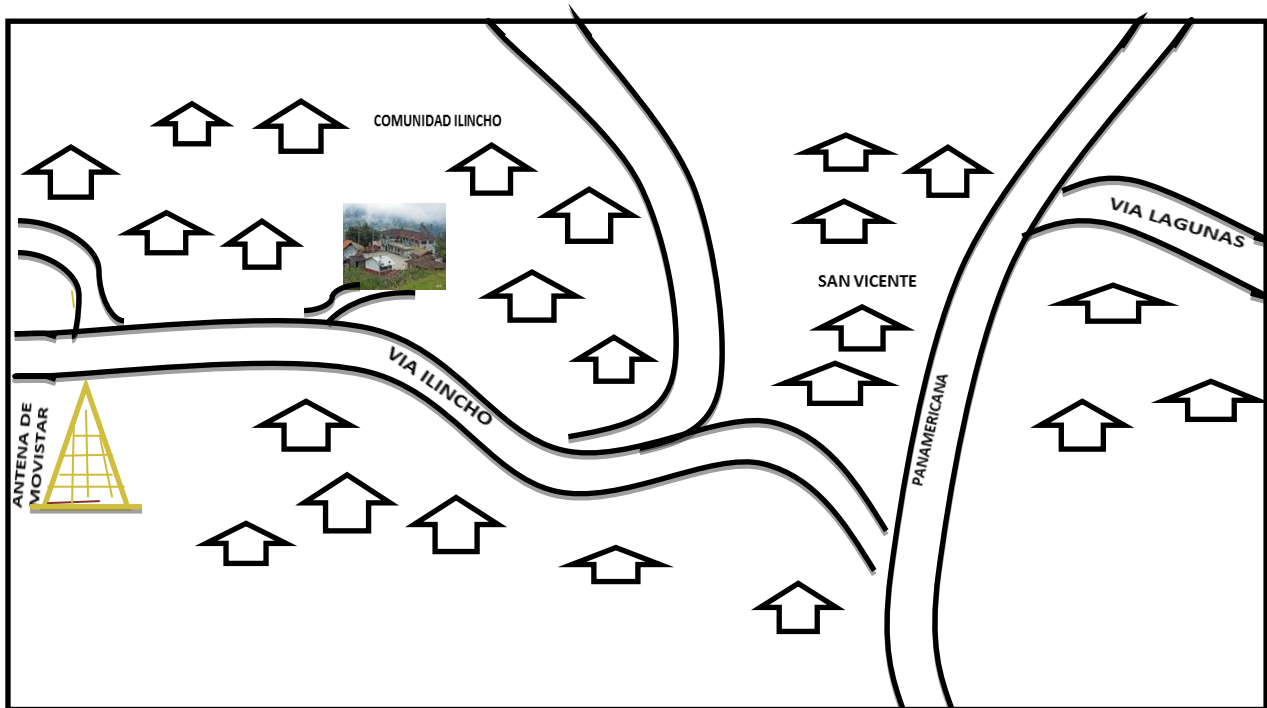 COMUNIDAD ILINCHO
VIA LAGUNAS
SAN VICENTE
VIA ILINCHO
PANAMERICANA
ANTENA DE
MOVISTAR